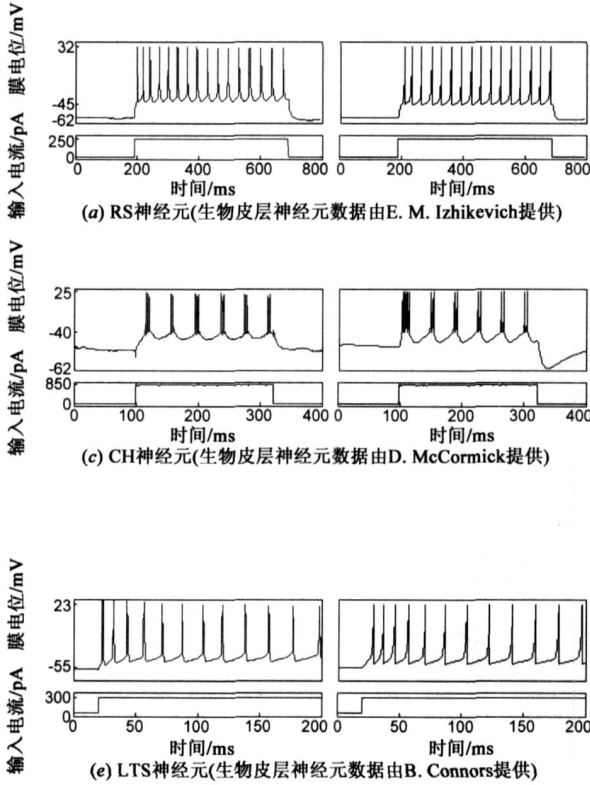 膜电位/mV
32
-45
-62
输入电流/pA
250
0
0 200 400 600 800
0 200 400 600 800
时间/ms
时间/ms
(a) RS神经元(生物皮层神经元数据由E. M. Izhikevich提供)
膜电位/mV
25
-40
-62
输入电流/pA
850
0
0 100 200 300 400
0 100 200 300 400
时间/ms
时间/ms
(c) CH神经元(生物皮层神经元数据由D. McCormick提供)
膜电位/mV
23
-55
输入电流/pA
300
0
50 100 150 200
50 100 150 200
时间/ms
时间/ms
(e) LTS神经元(生物皮层神经元数据由B. Connors提供)